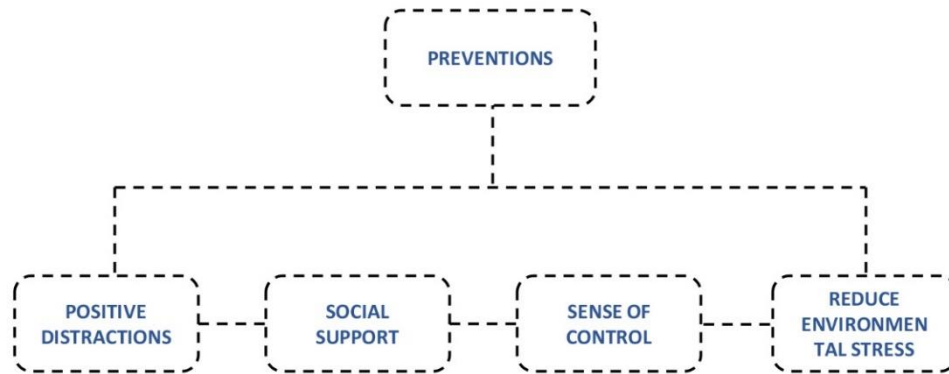 PREVENTIONS
POSITIVE
DISTRACTIONS
SOCIAL
SUPPORT
SENSE OF
CONTROL
REDUCE
ENVIRONMEN
TAL STRESS